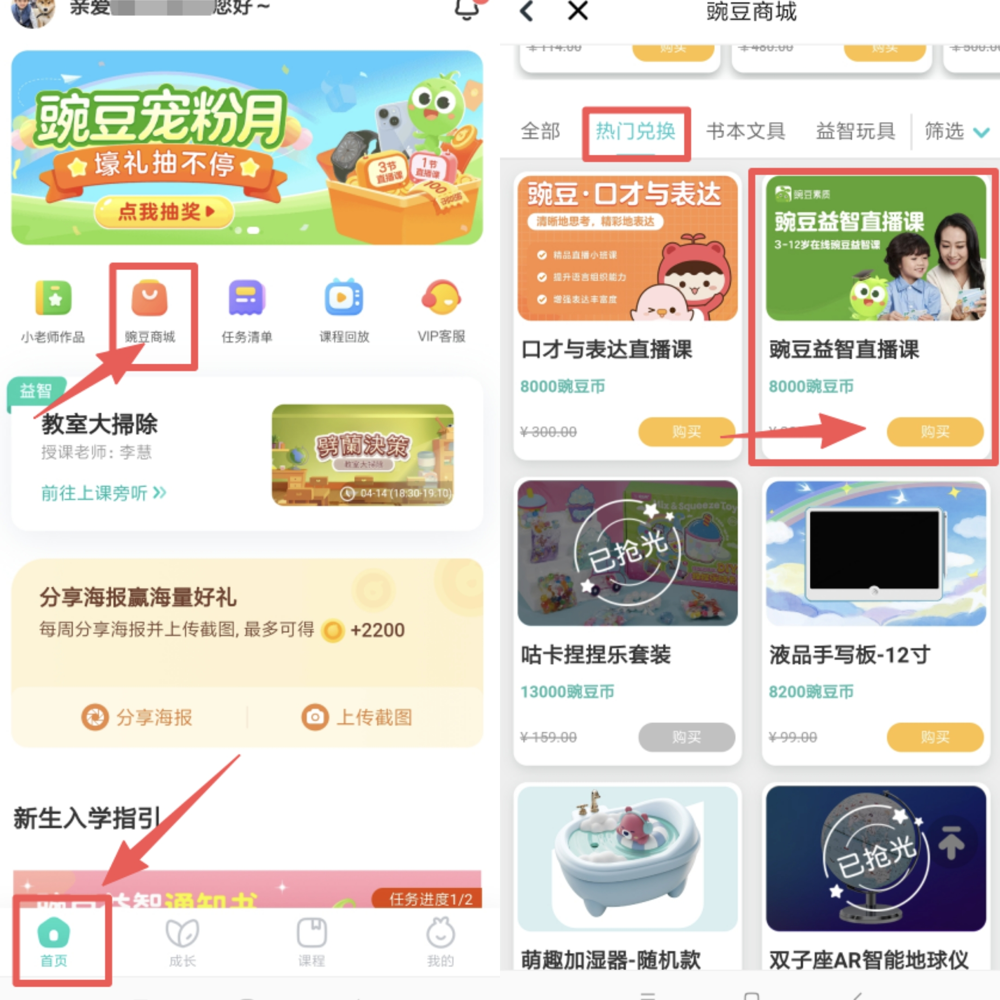 亲爱
您好~
豌豆宠粉月
壕礼抽不停
点我抽奖
3节
直播课
1节
直播课
100
小老师作品
豌豆商城
任务清单
课程回放
VIP客服
益智
教室大掃除
授课老师: 李慧
前往上课旁听
劈蘭決策
教室大掃除
04-14 (18:30-19:10)
分享海报赢海量好礼
每周分享海报并上传截图, 最多可得 +2200
分享海报
上传截图
新生入学指引
益智通知书
任务进度1/2
首页
成长
课程
我的
豌豆商城
¥114.00
购买
¥480.00
购买
全部
热门兑换
书本文具
益智玩具
筛选
豌豆·口才与表达
清晰地思考，精彩地表达
精品直播小班课
提升语言组织能力
增强表达丰富度
口才与表达直播课
8000豌豆币
¥300.00
购买
豌豆素质
豌豆益智直播课
3-12岁在线豌豆益智课
豌豆益智直播课
8000豌豆币
购买
Mix & Squeeze Toy
DIY
已抢光
咕卡捏捏乐套装
13000豌豆币
¥159.00
购买
液品手写板-12寸
8200豌豆币
¥99.00
购买
萌趣加湿器-随机款
已抢光
双子座AR智能地球仪